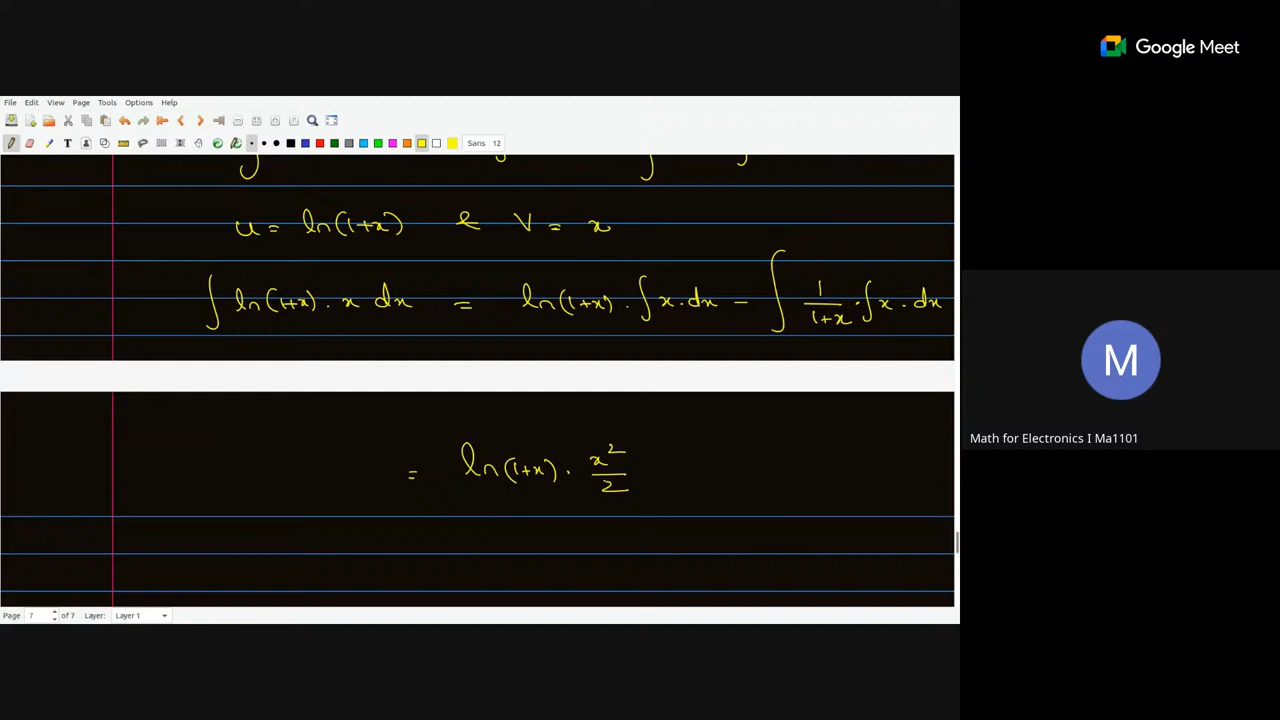 Google Meet
File Edit View Page Tools Options Help
Sans 12
u = ln(1+x) & V = x
∫ ln(1+x) . x dx = ln(1+x) . ∫ x . dx − ∫ 1/(1+x) . ∫ x . dx
= ln(1+x) . x²/2
M
Math for Electronics I Ma1101
Page 7 of 7 Layer: Layer 1